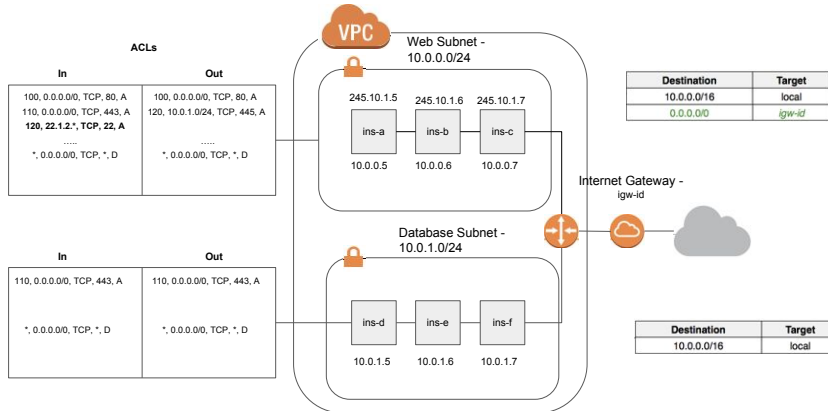 VPC
ACLs
In
Out
100, 0.0.0.0/0, TCP, 80, A
110, 0.0.0.0/0, TCP, 443, A
120, 22.1.2.*, TCP, 22, A
.....
*, 0.0.0.0/0, TCP, *, D
100, 0.0.0.0/0, TCP, 80, A
120, 10.0.1.0/24, TCP, 445, A
.....
*, 0.0.0.0/0, TCP, *, D
Web Subnet -
10.0.0.0/24
245.10.1.5 245.10.1.6 245.10.1.7
ins-a ins-b ins-c
10.0.0.5 10.0.0.6 10.0.0.7
Destination Target
10.0.0.0/16 local
0.0.0.0/0 igw-id
Internet Gateway -
igw-id
In
Out
110, 0.0.0.0/0, TCP, 443, A
*, 0.0.0.0/0, TCP, *, D
110, 0.0.0.0/0, TCP, 443, A
*, 0.0.0.0/0, TCP, *, D
Database Subnet -
10.0.1.0/24
ins-d ins-e ins-f
10.0.1.5 10.0.1.6 10.0.1.7
Destination Target
10.0.0.0/16 local